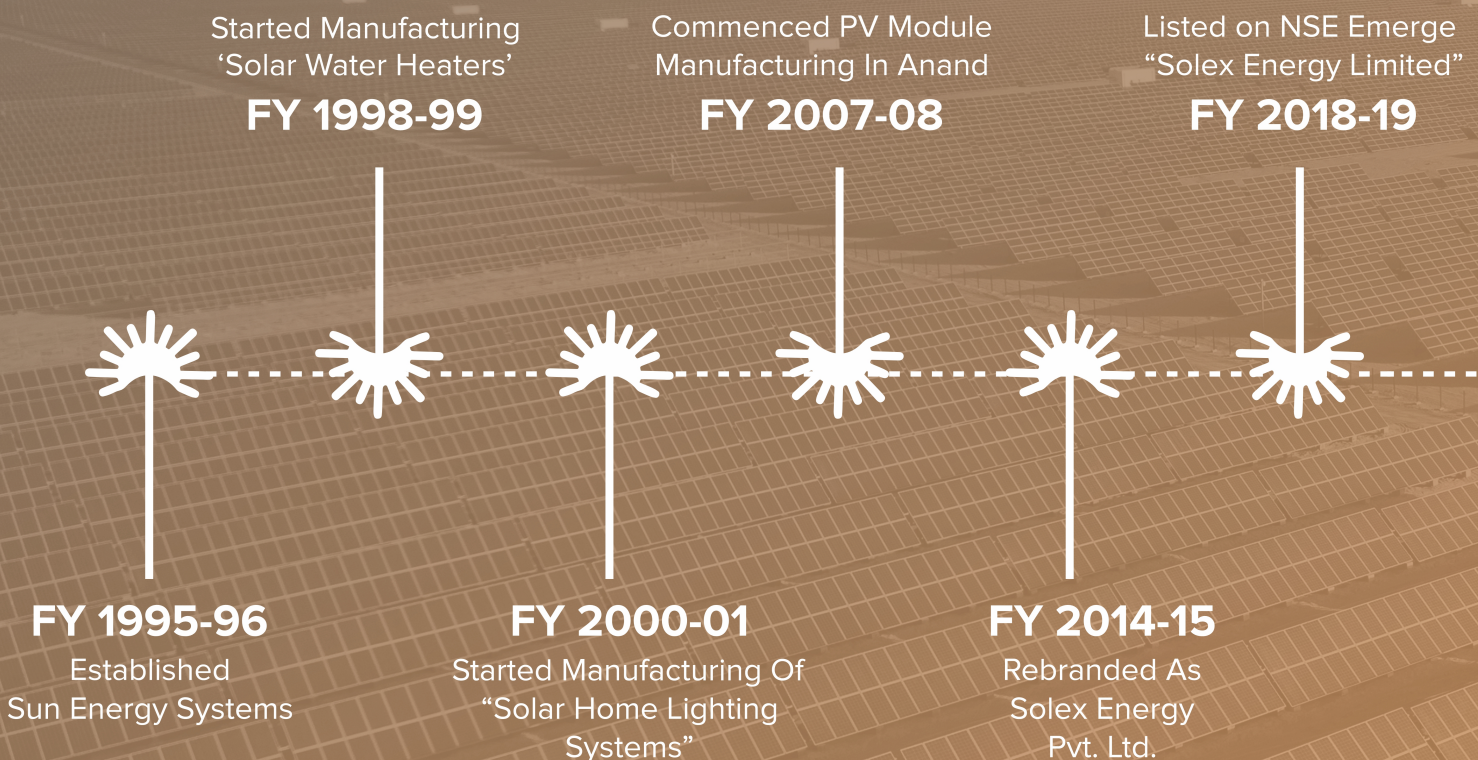 Started Manufacturing
‘Solar Water Heaters’
FY 1998-99
Commenced PV Module
Manufacturing In Anand
FY 2007-08
Listed on NSE Emerge
“Solex Energy Limited”
FY 2018-19
FY 1995-96
Established
Sun Energy Systems
FY 2000-01
Started Manufacturing Of
“Solar Home Lighting
Systems”
FY 2014-15
Rebranded As
Solex Energy
Pvt. Ltd.